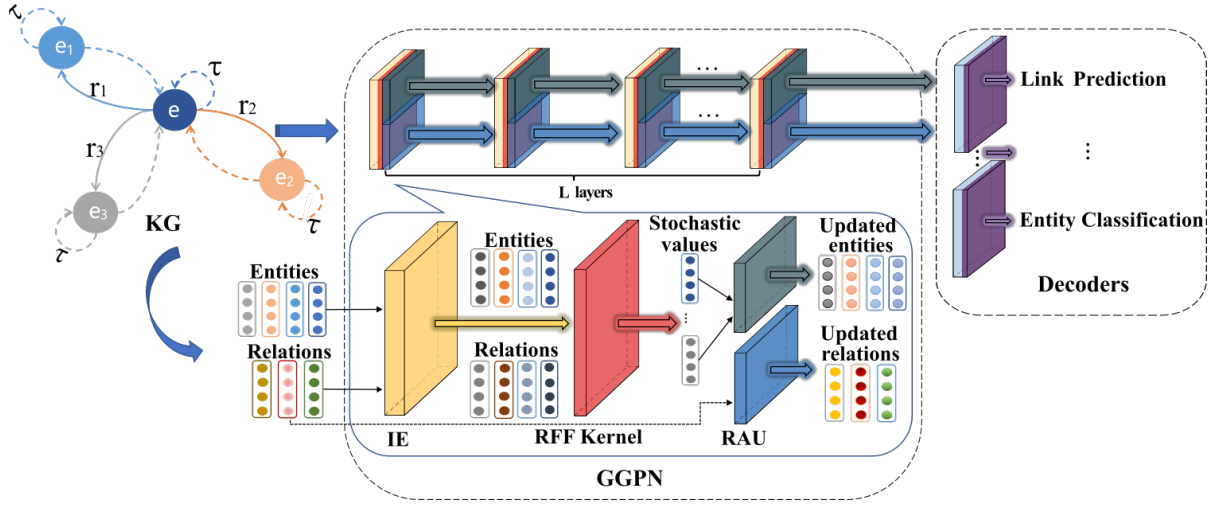 τ
e1
τ
r1
e
r2
r3
e2
τ
e3
τ
KG
...
...
L layers
Link Prediction
⋮
⋮
Entity Classification
Decoders
Entities
Relations
Entities
Relations
IE
RFF Kernel
Stochastic
values
⋮
RAU
Updated
entities
Updated
relations
GGPN